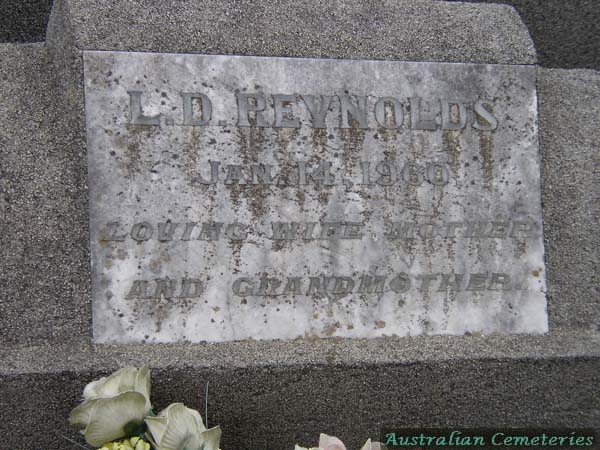 L.D. REYNOLDS
JAN. 14, 1960
LOVING WIFE MOTHER
AND GRANDMOTHER.
Australian Cemeteries